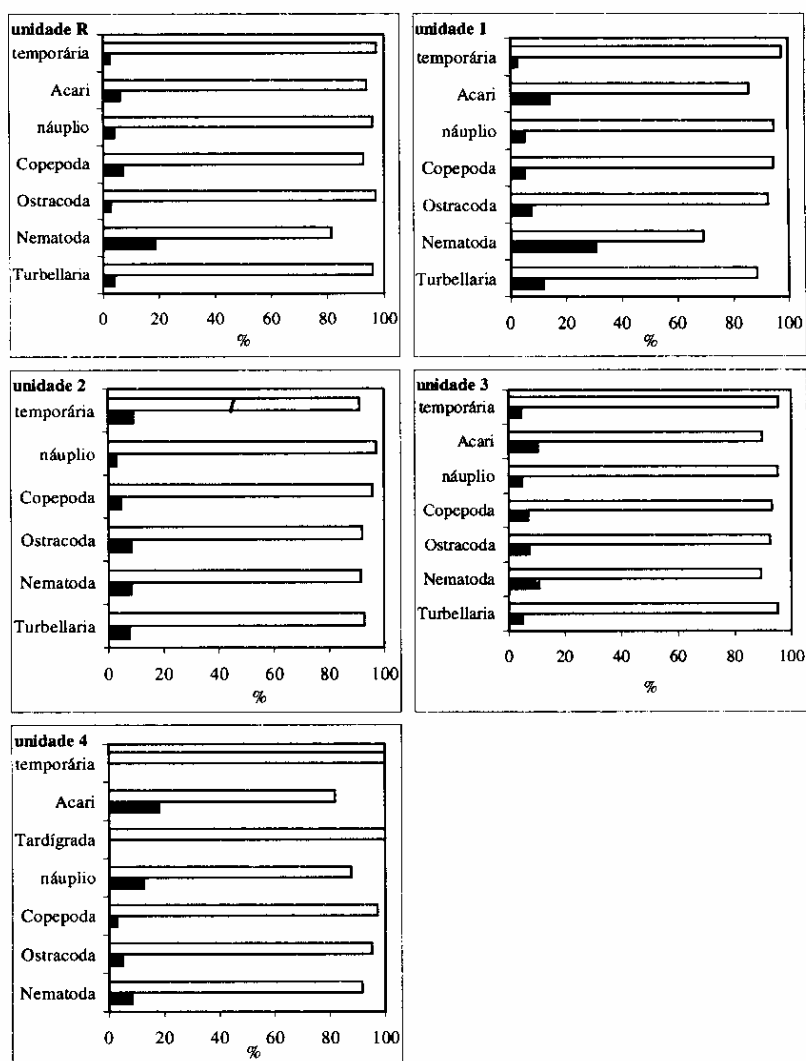 unidade R
temporária
Acari
náuplio
Copepoda
Ostracoda
Nematoda
Turbellaria
0 20 40 60 80 100
%
unidade 1
temporária
Acari
náuplio
Copepoda
Ostracoda
Nematoda
Turbellaria
0 20 40 60 80 100
%
unidade 2
temporária
náuplio
Copepoda
Ostracoda
Nematoda
Turbellaria
0 20 40 60 80 100
%
unidade 3
temporária
Acari
náuplio
Copepoda
Ostracoda
Nematoda
Turbellaria
0 20 40 60 80 100
%
unidade 4
temporária
Acari
Tardígrada
náuplio
Copepoda
Ostracoda
Nematoda
0 20 40 60 80 100
%